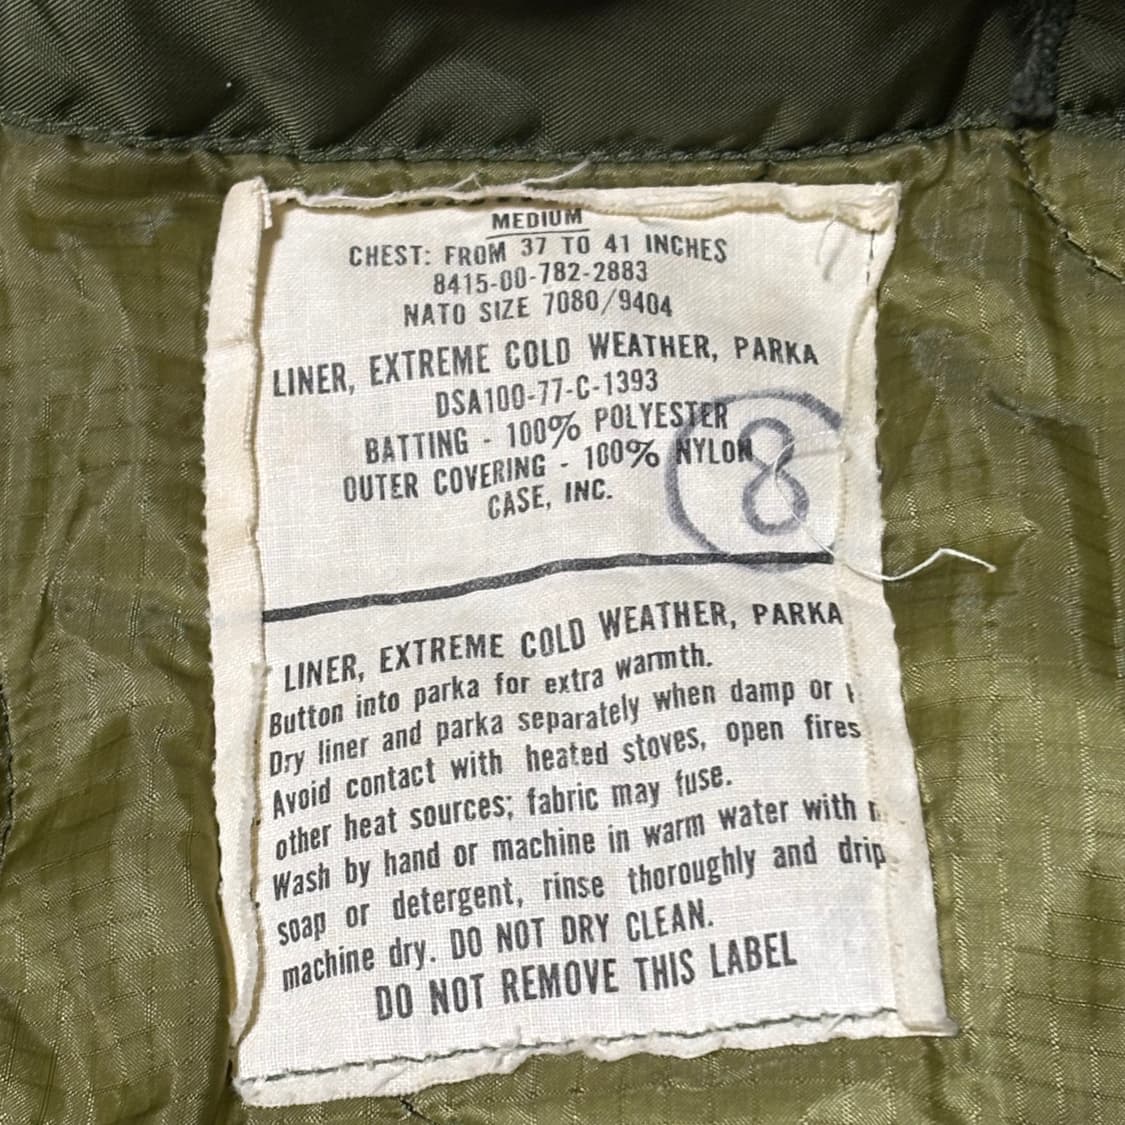 MEDIUM
CHEST: FROM 37 TO 41 INCHES
8415-00-782-2883
NATO SIZE 7080/9404
LINER, EXTREME COLD WEATHER, PARKA
DSA100-77-C-1393
BATTING - 100% POLYESTER
OUTER COVERING - 100% NYLON
CASE, INC.
8
LINER, EXTREME COLD WEATHER, PARKA
Button into parka for extra warmth.
Dry liner and parka separately when damp or
Avoid contact with heated stoves, open fires
other heat sources; fabric may fuse.
Wash by hand or machine in warm water with
soap or detergent, rinse thoroughly and drip
machine dry. DO NOT DRY CLEAN.
DO NOT REMOVE THIS LABEL